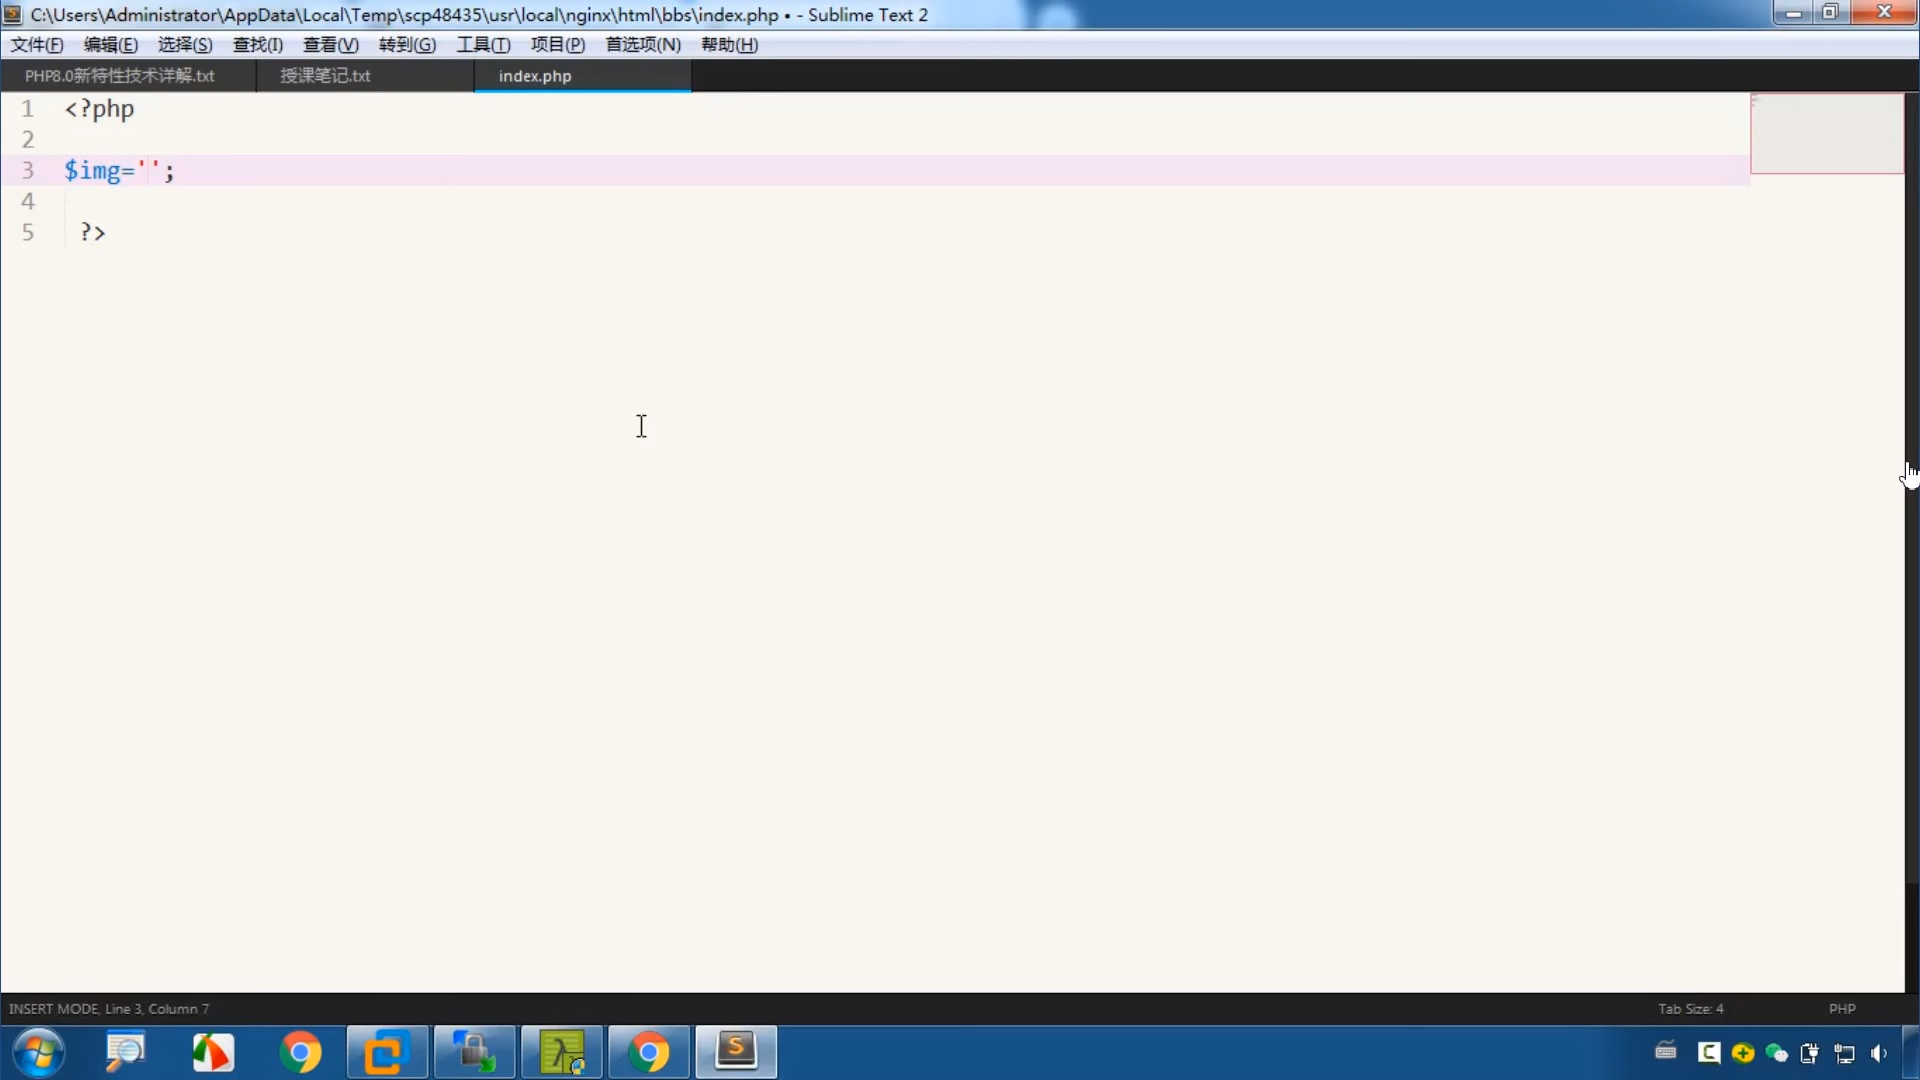 C:\Users\Administrator\AppData\Local\Temp\scp48435\usr\local\nginx\html\bbs\index.php • - Sublime Text 2
文件(F) 编辑(E) 选择(S) 查找(I) 查看(V) 转到(G) 工具(T) 项目(P) 首选项(N) 帮助(H)
PHP8.0新特性技术详解.txt 授课笔记.txt index.php
1 <?php
2
3 $img='';
4
5 ?>
INSERT MODE, Line 3, Column 7 Tab Size: 4 PHP